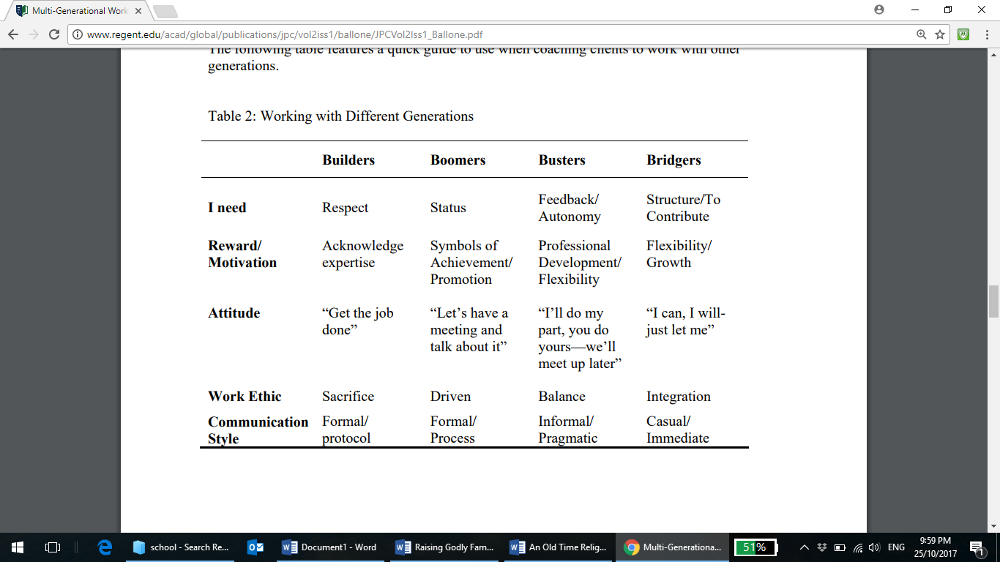 Multi-Generational Work
www.regent.edu/acad/global/publications/jpc/vol2iss1/ballone/JPCVol2Iss1_Ballone.pdf
The following table features a quick guide to use when coaching clients to work with other
generations.
Table 2: Working with Different Generations
Builders Boomers Busters Bridgers
I need Respect Status Feedback/ Autonomy Structure/To Contribute
Reward/ Motivation Acknowledge expertise Symbols of Achievement/ Promotion Professional Development/ Flexibility Flexibility/ Growth
Attitude “Get the job done” “Let’s have a meeting and talk about it” “I’ll do my part, you do yours—we’ll meet up later” “I can, I will- just let me”
Work Ethic Sacrifice Driven Balance Integration
Communication Style Formal/ protocol Formal/ Process Informal/ Pragmatic Casual/ Immediate
school - Search Re... Document1 - Word Raising Godly Fam... An Old Time Relig... Multi-Generationa... 51% ENG 9:59 PM
25/10/2017 1